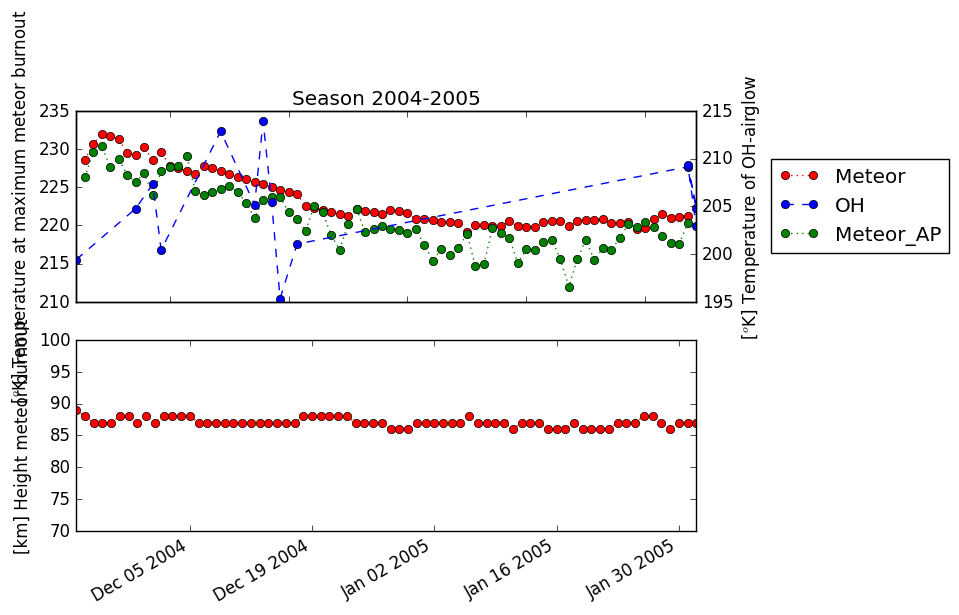 Season 2004-2005
[°K] Temperature at maximum meteor burnout
235
230
225
220
215
210
215
210
205
200
195
[°K] Temperature of OH-airglow
Meteor
OH
Meteor_AP
[km] Height meteor burnout
100
95
90
85
80
75
70
Dec 05 2004
Dec 19 2004
Jan 02 2005
Jan 16 2005
Jan 30 2005